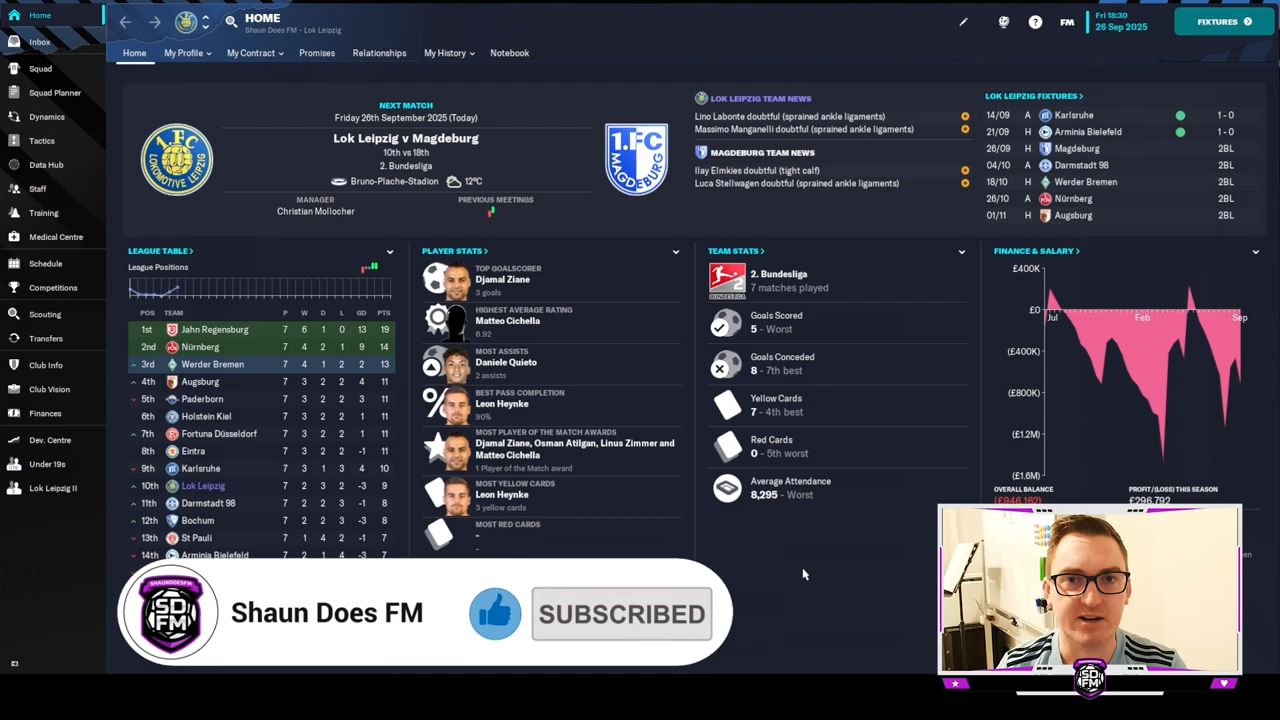 Home
Inbox
Squad
Squad Planner
Dynamics
Tactics
Data Hub
Staff
Training
Medical Centre
Schedule
Competitions
Scouting
Transfers
Club Info
Club Vision
Finances
Dev. Centre
Under 19s
Lok Leipzig II
HOME
Shaun Does FM - Lok Leipzig
FM
Fri 18:30
26 Sep 2025
FIXTURES
Home My Profile My Contract Promises Relationships My History Notebook
NEXT MATCH
Friday 26th September 2025 (Today)
Lok Leipzig v Magdeburg
10th vs 18th
2. Bundesliga
Bruno-Plache-Stadion 12°C
MANAGER
Christian Mollocher
PREVIOUS MEETINGS
1.FC
MAGDEBURG
LOK LEIPZIG TEAM NEWS
Lino Labonte doubtful (sprained ankle ligaments)
Massimo Manganelli doubtful (sprained ankle ligaments)
MAGDEBURG TEAM NEWS
Ilay Elmkies doubtful (tight calf)
Luca Stellwagen doubtful (sprained ankle ligaments)
LOK LEIPZIG FIXTURES >
14/09 A Karlsruhe 1 - 0
21/09 H Arminia Bielefeld 1 - 0
26/09 H Magdeburg 2BL
04/10 A Darmstadt 98 2BL
18/10 H Werder Bremen 2BL
26/10 A Nürnberg 2BL
01/11 H Augsburg 2BL
LEAGUE TABLE >
League Positions
POS TEAM P W D L GD PTS
1st Jahn Regensburg 7 6 1 0 13 19
2nd Nürnberg 7 4 2 1 9 14
3rd Werder Bremen 7 4 1 2 2 13
4th Augsburg 7 3 2 2 4 11
5th Paderborn 7 3 2 2 3 11
6th Holstein Kiel 7 3 2 2 1 11
7th Fortuna Düsseldorf 7 3 2 2 1 11
8th Eintra 7 3 2 2 -1 11
9th Karlsruhe 7 3 1 3 4 10
10th Lok Leipzig 7 2 3 2 -3 9
11th Darmstadt 98 7 2 2 3 -1 8
12th Bochum 7 2 2 3 -3 8
13th St Pauli 7 1 4 2 -1 7
14th Arminia Bielefeld 7 2 1 4 -3 7
PLAYER STATS >
TOP GOALSCORER
Djamal Ziane
3 goals
HIGHEST AVERAGE RATING
Matteo Cichella
6.92
MOST ASSISTS
Daniele Quieto
2 assists
BEST PASS COMPLETION
Leon Heynke
90%
MOST PLAYER OF THE MATCH AWARDS
Djamal Ziane, Osman Atilgan, Linus Zimmer and
Matteo Cichella
1 Player of the Match award
MOST YELLOW CARDS
Leon Heynke
3 yellow cards
MOST RED CARDS
-
-
TEAM STATS >
2. Bundesliga
7 matches played
Goals Scored
5 - Worst
Goals Conceded
8 - 7th best
Yellow Cards
7 - 4th best
Red Cards
0 - 5th worst
Average Attendance
8,295 - Worst
FINANCE & SALARY >
£400K
£0
(£400K)
(£800K)
(£1.2M)
(£1.6M)
Jul Feb Sep
OVERALL BALANCE
(£946,162)
PROFIT/(LOSS) THIS SEASON
£296,792
SHAUNDOESFM
SD
FM
Shaun Does FM
SUBSCRIBED
SD
FM